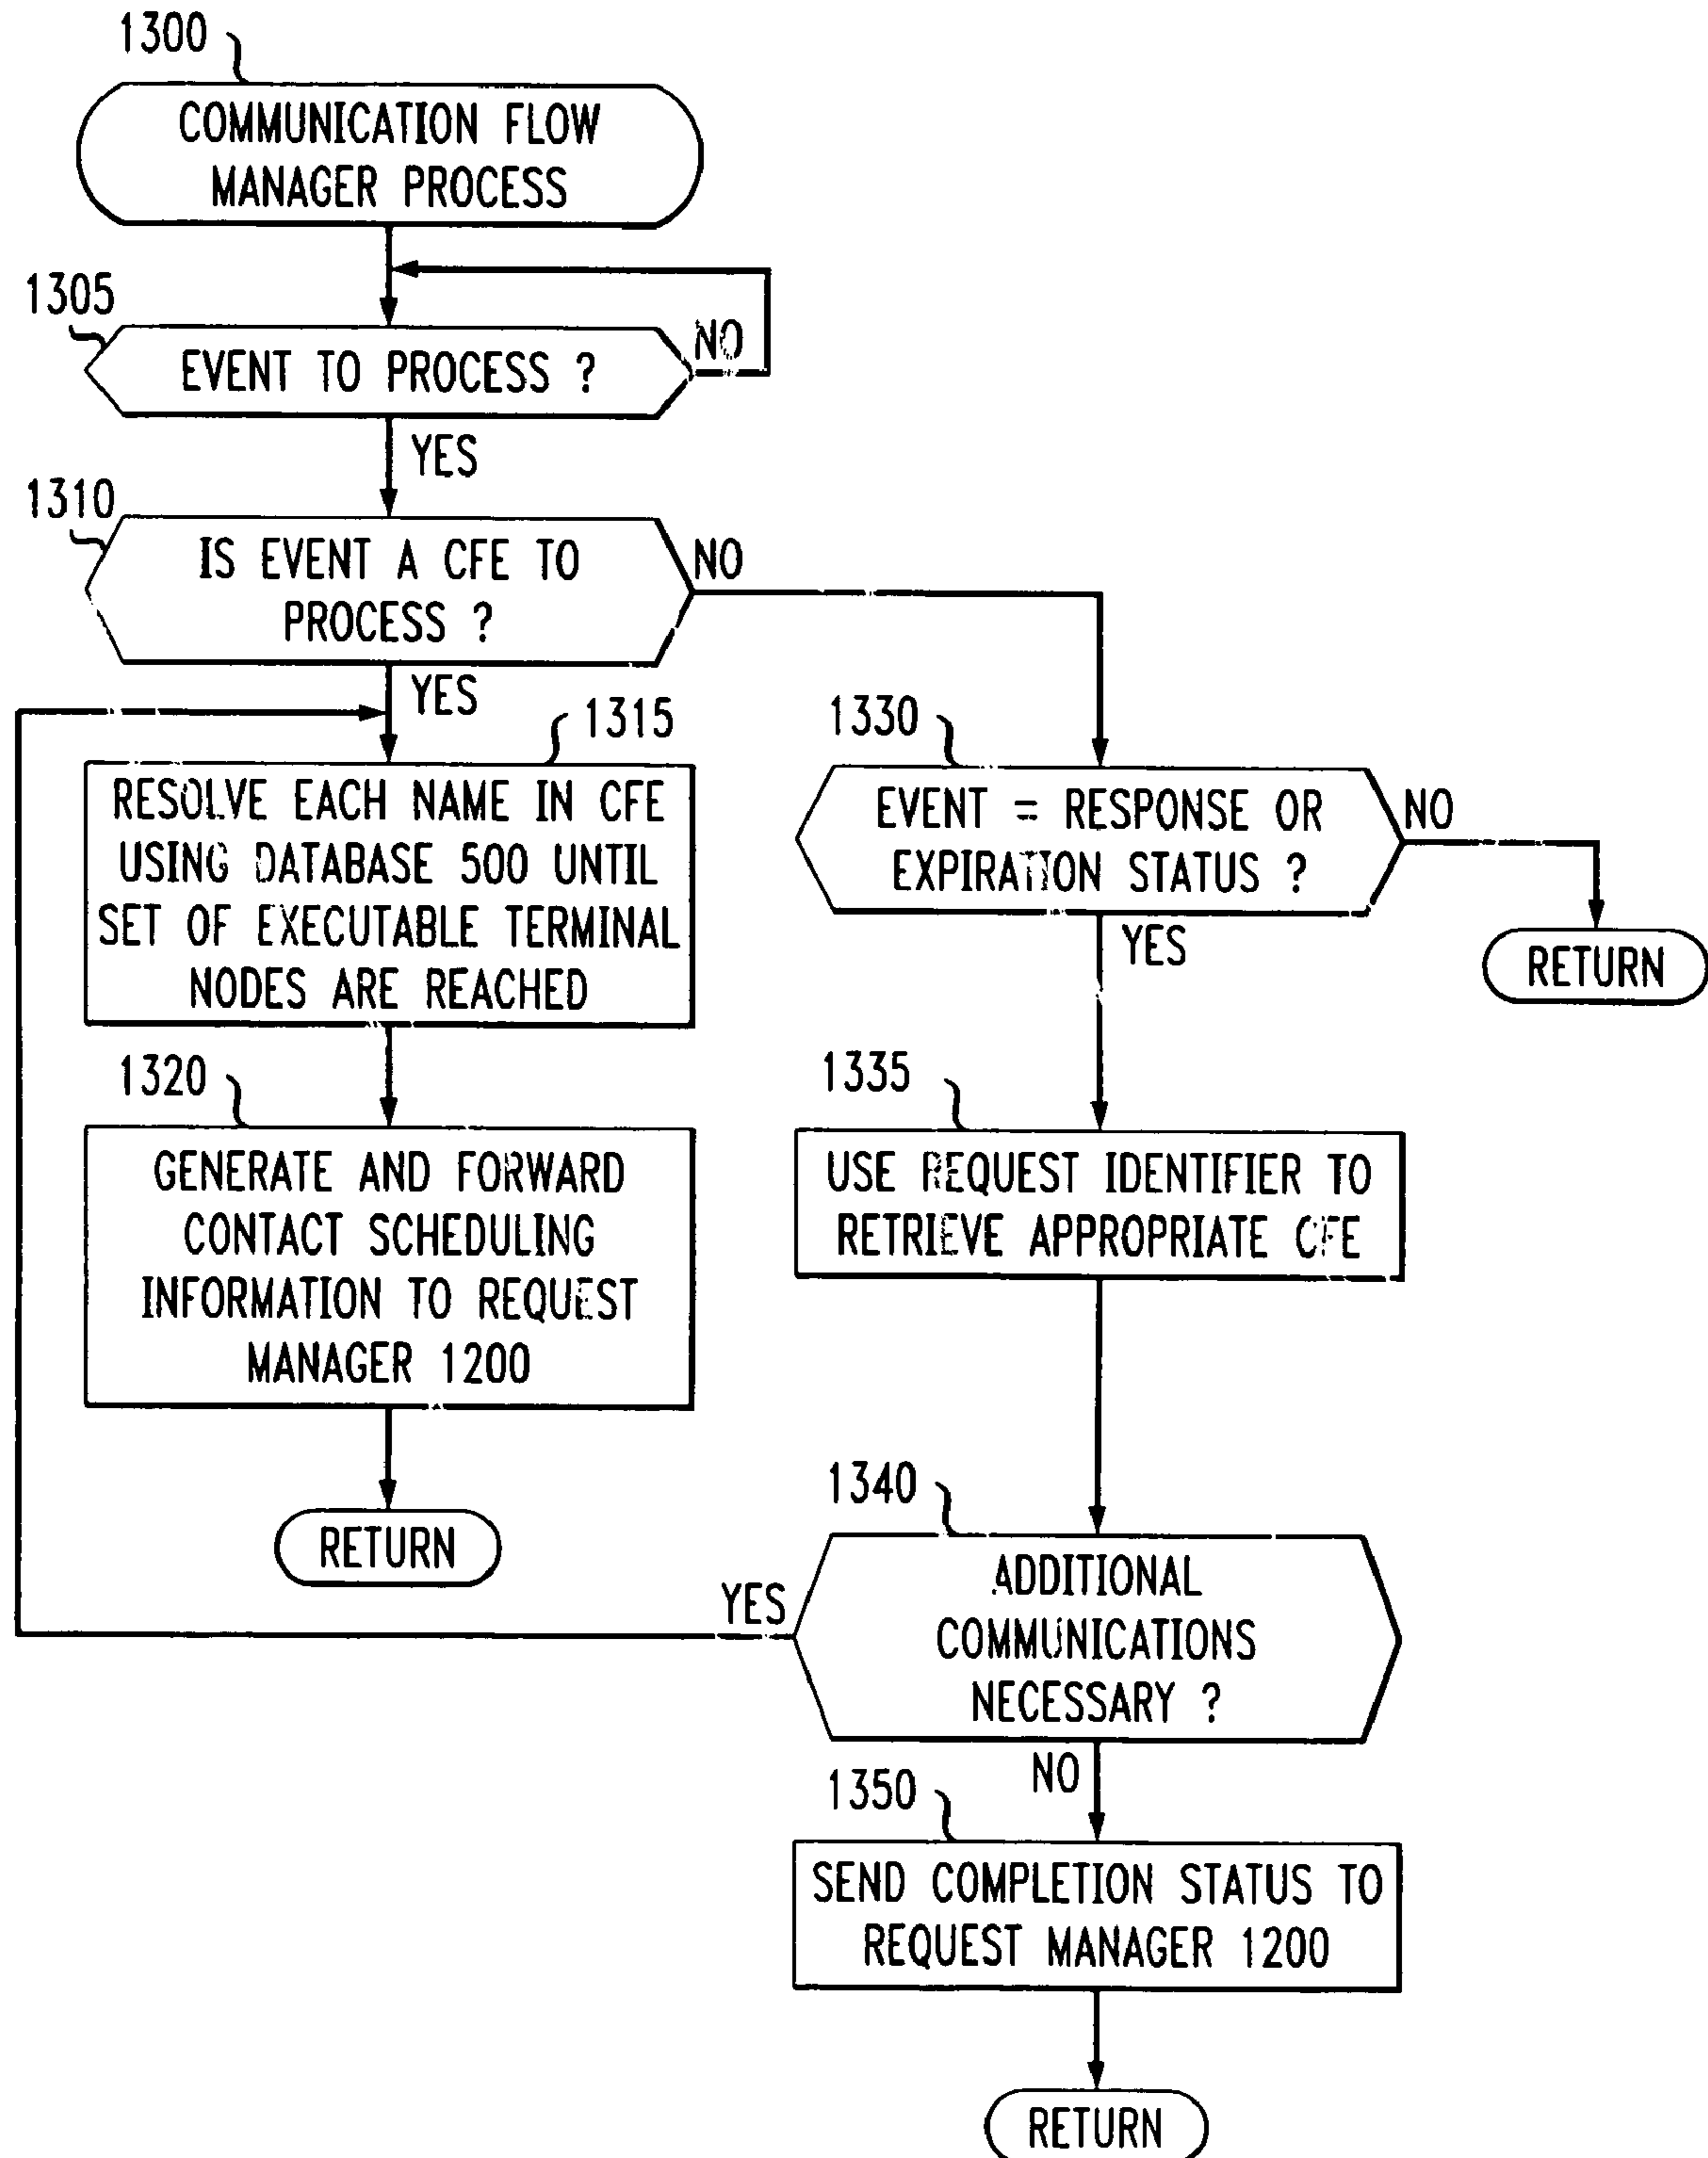 1300
COMMUNICATION FLOW
MANAGER PROCESS
1305
EVENT TO PROCESS ?
NO
YES
1310
IS EVENT A CFE TO
PROCESS ?
NO
YES
1315
RESOLVE EACH NAME IN CFE
USING DATABASE 500 UNTIL
SET OF EXECUTABLE TERMINAL
NODES ARE REACHED
1320
GENERATE AND FORWARD
CONTACT SCHEDULING
INFORMATION TO REQUEST
MANAGER 1200
RETURN
1330
EVENT = RESPONSE OR
EXPIRATION STATUS ?
NO
RETURN
YES
1335
USE REQUEST IDENTIFIER TO
RETRIEVE APPROPRIATE CFE
1340
ADDITIONAL
COMMUNICATIONS
NECESSARY ?
YES
NO
1350
SEND COMPLETION STATUS TO
REQUEST MANAGER 1200
RETURN